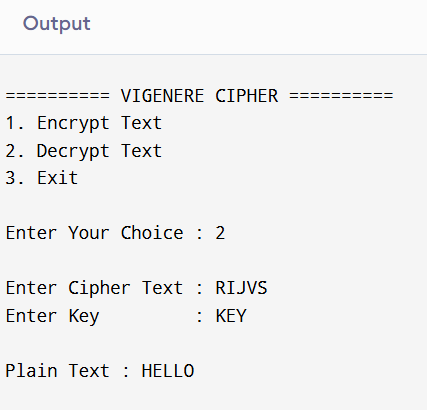 Output
========== VIGENERE CIPHER ==========
1. Encrypt Text
2. Decrypt Text
3. Exit
Enter Your Choice : 2
Enter Cipher Text : RIJVS
Enter Key         : KEY
Plain Text : HELLO